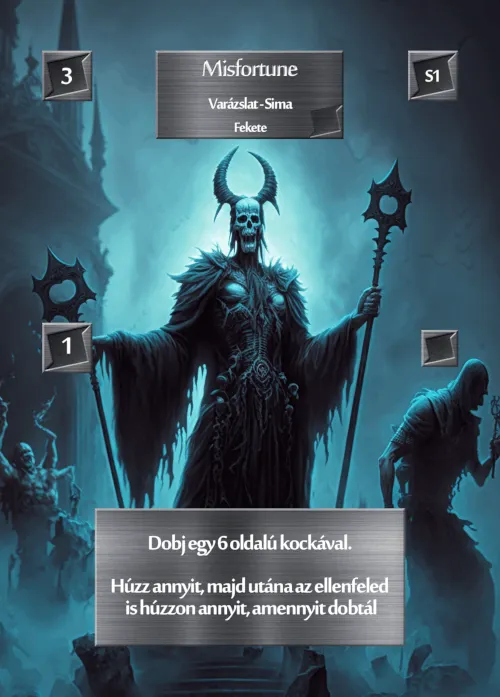 3
Misfortune
S1
Varázslat - Sima
Fekete
1
Dobj egy 6 oldalú kockával.
Húzz annyit, majd utána az ellenfeled
is húzzon annyit, amennyit dobtál